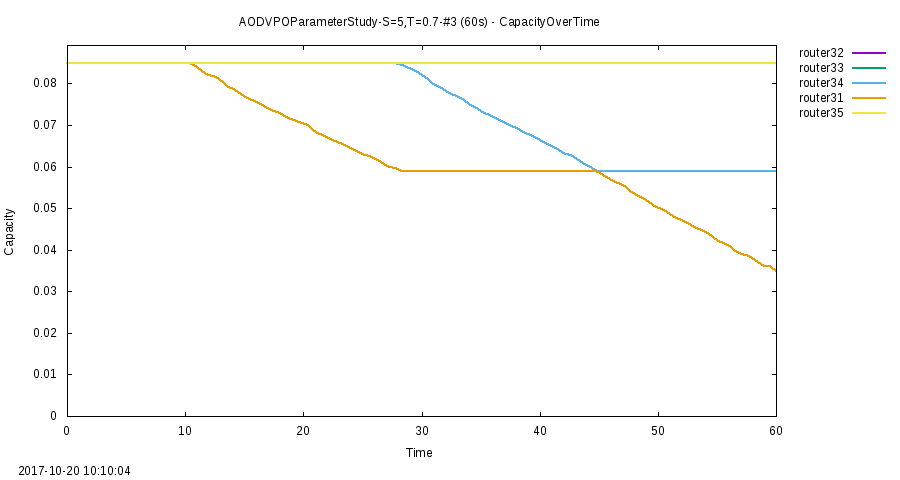 AODVPOParameterStudy-S=5,T=0.7-#3 (60s) - CapacityOverTime
router32
router33
router34
router31
router35
0.08
0.07
0.06
0.05
0.04
0.03
0.02
0.01
0
Capacity
0 10 20 30 40 50 60
Time
2017-10-20 10:10:04